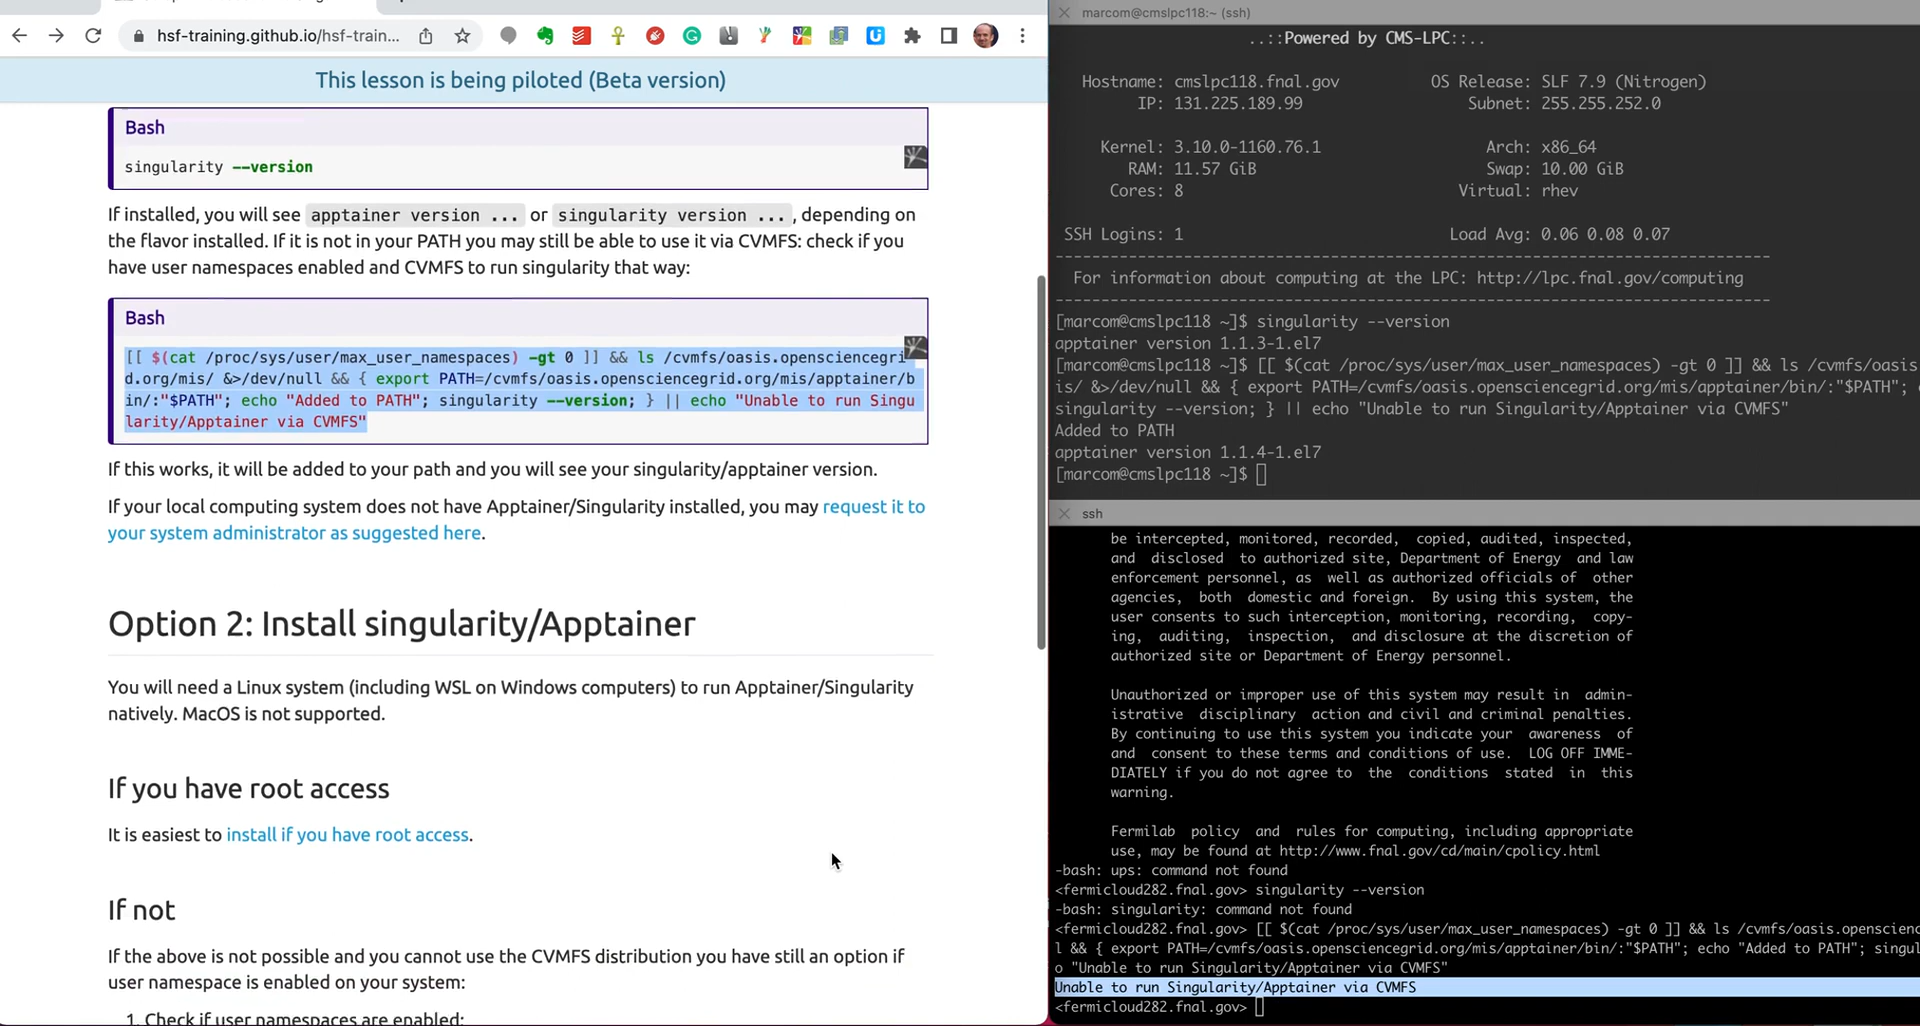 hsf-training.github.io/hsf-train...
This lesson is being piloted (Beta version)
Bash
singularity --version
If installed, you will see apptainer version ... or singularity version ..., depending on
the flavor installed. If it is not in your PATH you may still be able to use it via CVMFS: check if you
have user namespaces enabled and CVMFS to run singularity that way:
Bash
[[ $(cat /proc/sys/user/max_user_namespaces) -gt 0 ]] && ls /cvmfs/oasis.opensciencegri
d.org/mis/ &>/dev/null && { export PATH=/cvmfs/oasis.opensciencegrid.org/mis/apptainer/b
in/:"$PATH"; echo "Added to PATH"; singularity --version; } || echo "Unable to run Singu
larity/Apptainer via CVMFS"
If this works, it will be added to your path and you will see your singularity/apptainer version.
If your local computing system does not have Apptainer/Singularity installed, you may request it to
your system administrator as suggested here.
Option 2: Install singularity/Apptainer
You will need a Linux system (including WSL on Windows computers) to run Apptainer/Singularity
natively. MacOS is not supported.
If you have root access
It is easiest to install if you have root access.
If not
If the above is not possible and you cannot use the CVMFS distribution you have still an option if
user namespace is enabled on your system:
1. Check if user namespaces are enabled:
marcom@cmslpc118:~ (ssh)
..::Powered by CMS-LPC::..
Hostname: cmslpc118.fnal.gov OS Release: SLF 7.9 (Nitrogen)
IP: 131.225.189.99 Subnet: 255.255.252.0
Kernel: 3.10.0-1160.76.1 Arch: x86_64
RAM: 11.57 GiB Swap: 10.00 GiB
Cores: 8 Virtual: rhev
SSH Logins: 1 Load Avg: 0.06 0.08 0.07
--------------------------------------------------------------------
For information about computing at the LPC: http://lpc.fnal.gov/computing
--------------------------------------------------------------------
[marcom@cmslpc118 ~]$ singularity --version
apptainer version 1.1.3-1.el7
[marcom@cmslpc118 ~]$ [[ $(cat /proc/sys/user/max_user_namespaces) -gt 0 ]] && ls /cvmfs/oasis
is/ &>/dev/null && { export PATH=/cvmfs/oasis.opensciencegrid.org/mis/apptainer/bin/:"$PATH";
singularity --version; } || echo "Unable to run Singularity/Apptainer via CVMFS"
Added to PATH
apptainer version 1.1.4-1.el7
[marcom@cmslpc118 ~]$
ssh
be intercepted, monitored, recorded, copied, audited, inspected,
and disclosed to authorized site, Department of Energy and law
enforcement personnel, as well as authorized officials of other
agencies, both domestic and foreign. By using this system, the
user consents to such interception, monitoring, recording, copy-
ing, auditing, inspection, and disclosure at the discretion of
authorized site or Department of Energy personnel.
Unauthorized or improper use of this system may result in admin-
istrative disciplinary action and civil and criminal penalties.
By continuing to use this system you indicate your awareness of
and consent to these terms and conditions of use. LOG OFF IMME-
DIATELY if you do not agree to the conditions stated in this
warning.
Fermilab policy and rules for computing, including appropriate
use, may be found at http://www.fnal.gov/cd/main/cpolicy.html
-bash: ups: command not found
<fermicloud282.fnal.gov> singularity --version
-bash: singularity: command not found
<fermicloud282.fnal.gov> [[ $(cat /proc/sys/user/max_user_namespaces) -gt 0 ]] && ls /cvmfs/oasis.openscienc
l && { export PATH=/cvmfs/oasis.opensciencegrid.org/mis/apptainer/bin/:"$PATH"; echo "Added to PATH"; singul
o "Unable to run Singularity/Apptainer via CVMFS"
Unable to run Singularity/Apptainer via CVMFS
<fermicloud282.fnal.gov>